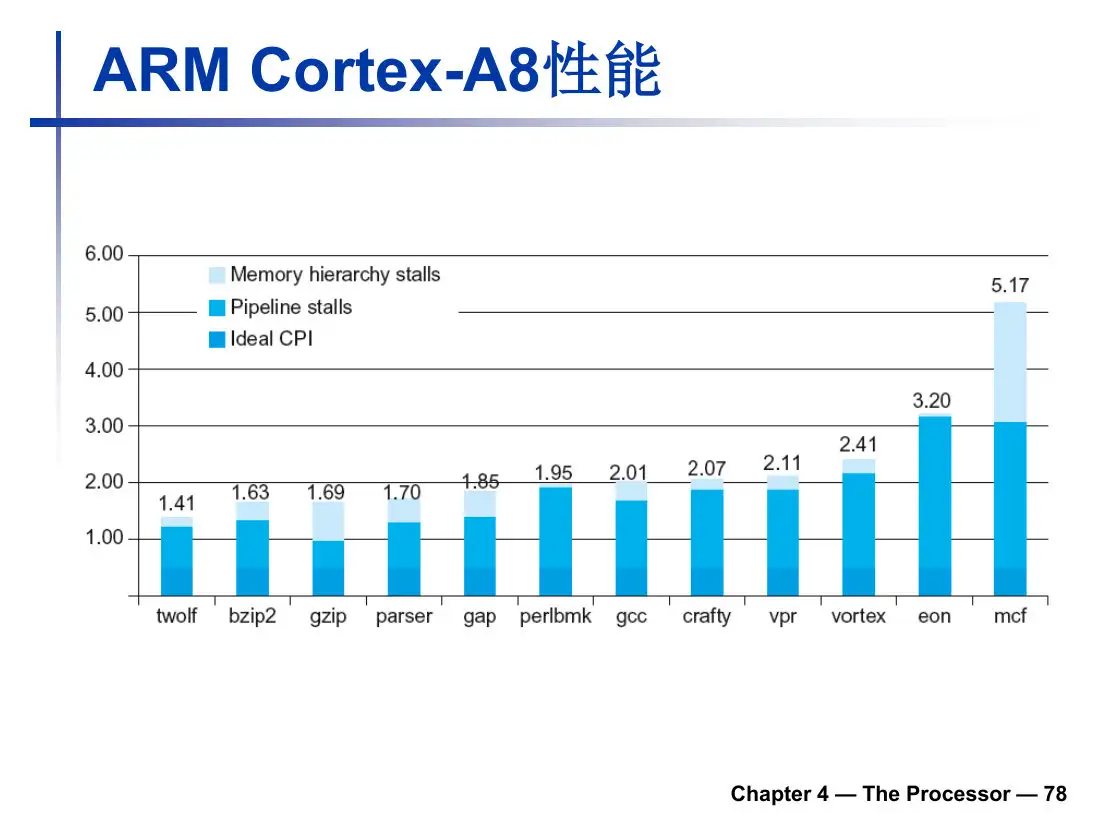 ARM Cortex-A8性能
6.00
5.00
4.00
3.00
2.00
1.00
Memory hierarchy stalls
Pipeline stalls
Ideal CPI
1.41
1.63
1.69
1.70
1.85
1.95
2.01
2.07
2.11
2.41
3.20
5.17
twolf
bzip2
gzip
parser
gap
perlbmk
gcc
crafty
vpr
vortex
eon
mcf
Chapter 4 — The Processor — 78